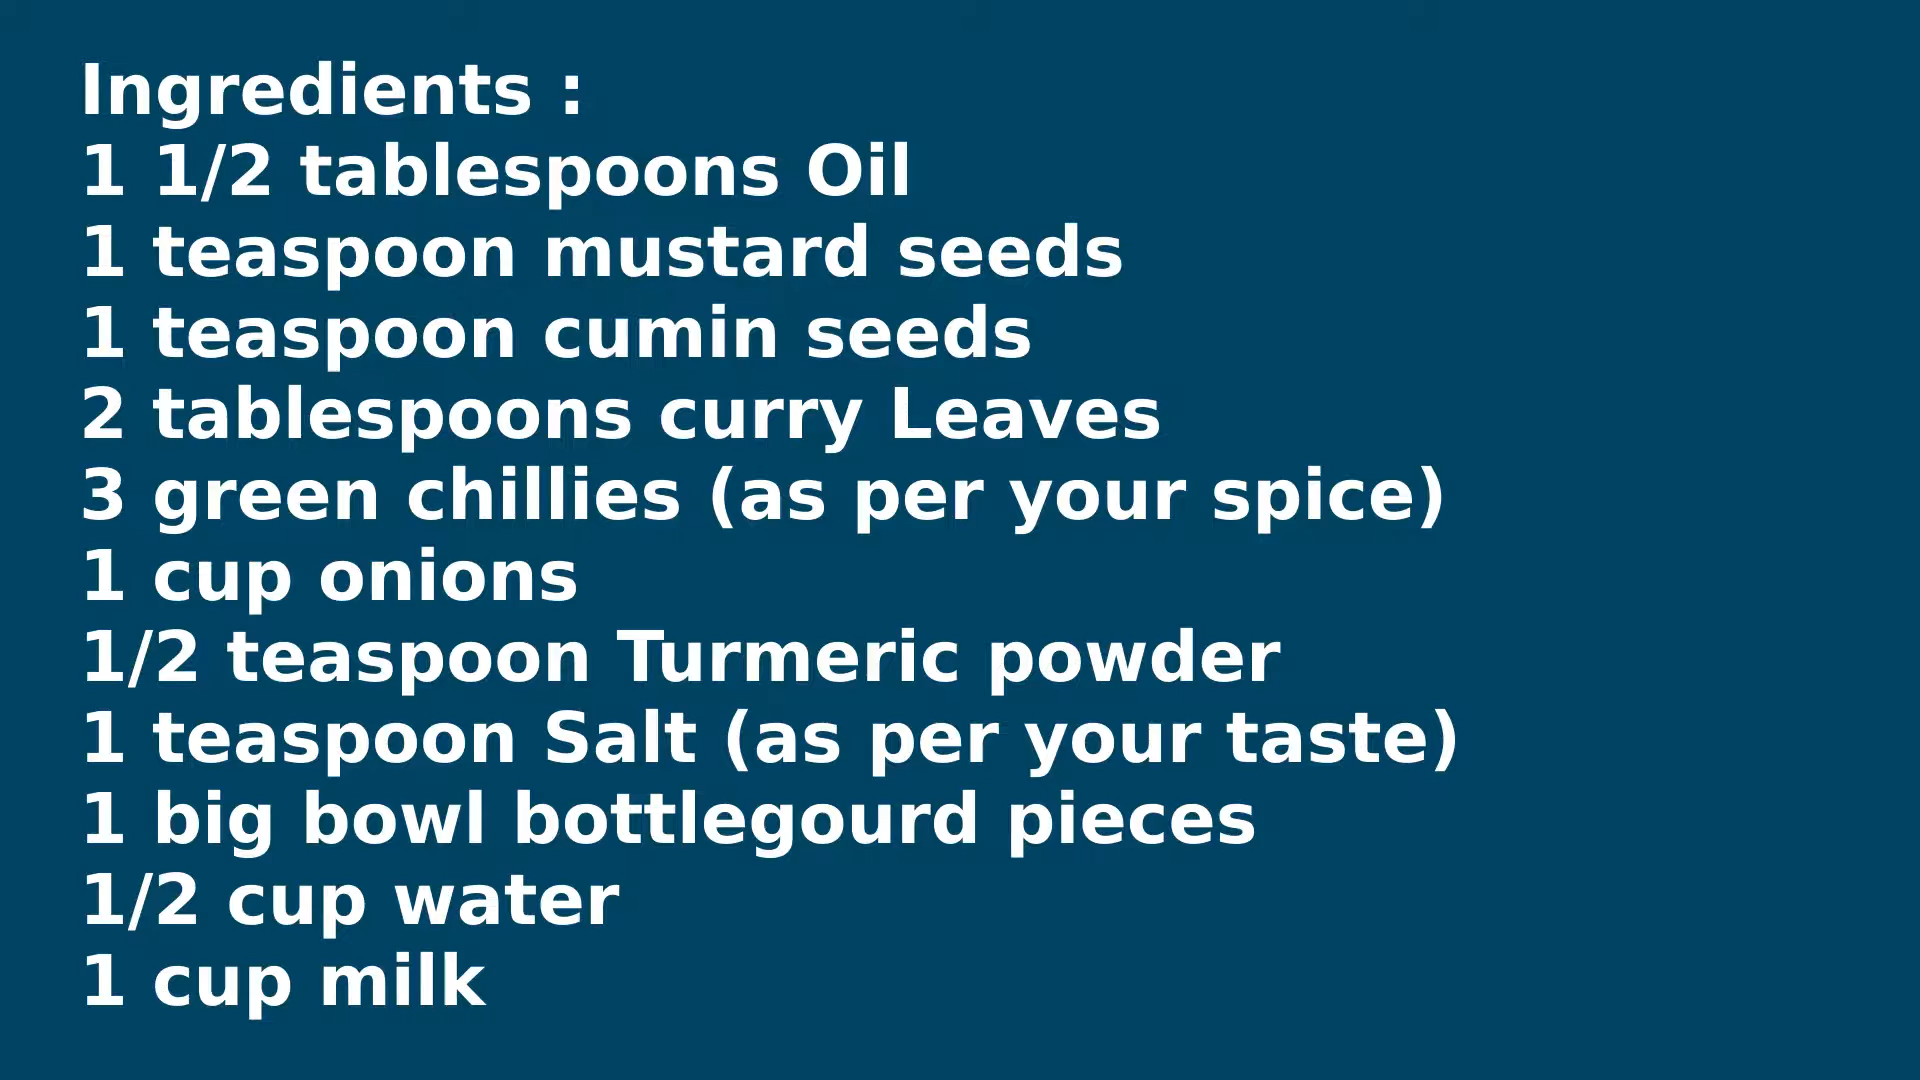 Ingredients :
1 1/2 tablespoons Oil
1 teaspoon mustard seeds
1 teaspoon cumin seeds
2 tablespoons curry Leaves
3 green chillies (as per your spice)
1 cup onions
1/2 teaspoon Turmeric powder
1 teaspoon Salt (as per your taste)
1 big bowl bottlegourd pieces
1/2 cup water
1 cup milk